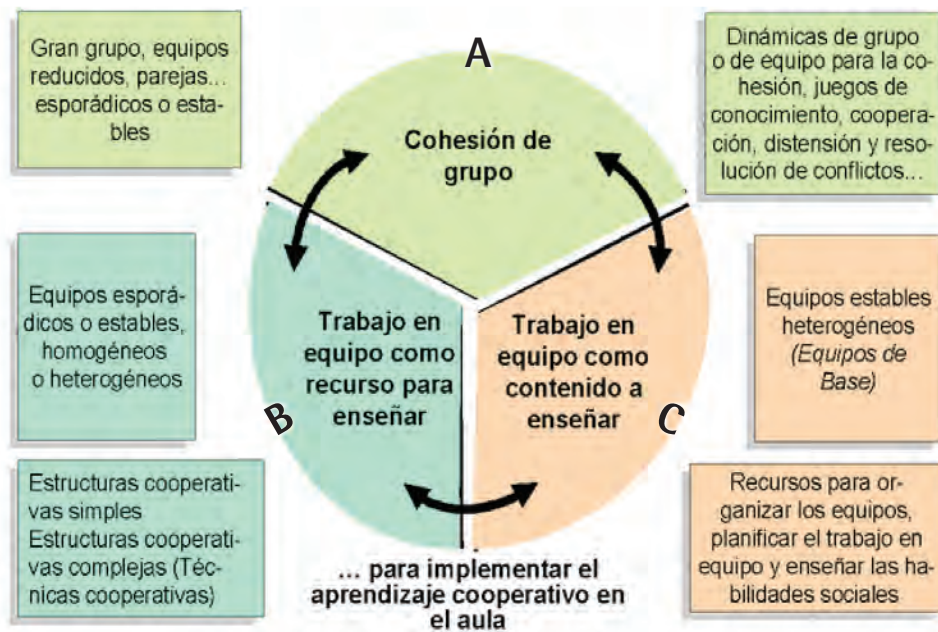 Gran grupo, equipos
reducidos, parejas...
esporádicos o esta-
bles
A
Dinámicas de grupo
o de equipo para la co-
hesión, juegos de
conocimiento, coopera-
ción, distensión y reso-
lución de conflictos...
Cohesión de
grupo
Equipos esporá-
dicos o estables,
homogéneos
o heterogéneos
Trabajo en
equipo como
recurso para
enseñar
B
Trabajo en
equipo como
contenido a
enseñar
C
Equipos estables
heterogéneos
(Equipos de
Base)
Estructuras cooperati-
vas simples
Estructuras cooperati-
vas complejas (Téc-
nicas cooperativas)
... para implementar el
aprendizaje cooperativo en
el aula
Recursos para or-
ganizar los equipos,
planificar el trabajo en
equipo y enseñar las ha-
bilidades sociales